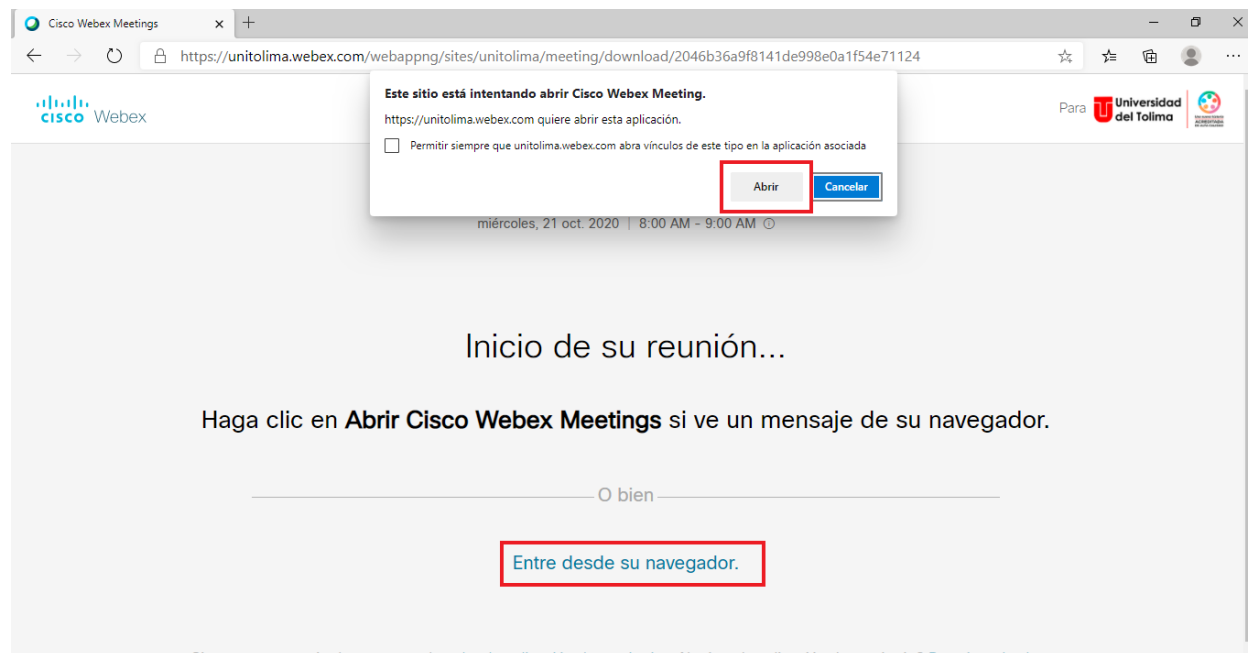 Cisco Webex Meetings
https://unitolima.webex.com/webappng/sites/unitolima/meeting/download/2046b36a9f8141de998e0a1f54e71124
CISCO Webex
Para Universidad del Tolima
Este sitio está intentando abrir Cisco Webex Meeting.
https://unitolima.webex.com quiere abrir esta aplicación.
Permitir siempre que unitolima.webex.com abra vínculos de este tipo en la aplicación asociada
Abrir Cancelar
miércoles, 21 oct. 2020 | 8:00 AM - 9:00 AM
Inicio de su reunión...
Haga clic en Abrir Cisco Webex Meetings si ve un mensaje de su navegador.
O bien
Entre desde su navegador.